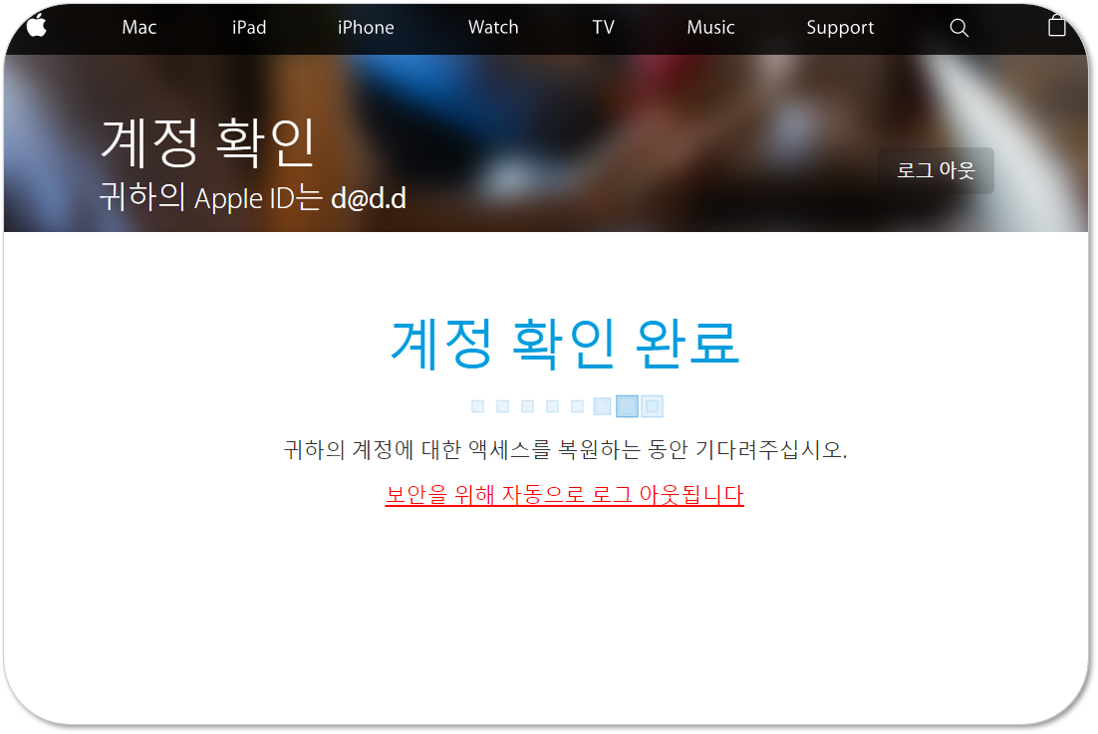 Mac iPad iPhone Watch TV Music Support
계정 확인
귀하의 Apple ID는 d@d.d
로그 아웃
계정 확인 완료
귀하의 계정에 대한 액세스를 복원하는 동안 기다려주십시오.
보안을 위해 자동으로 로그 아웃됩니다